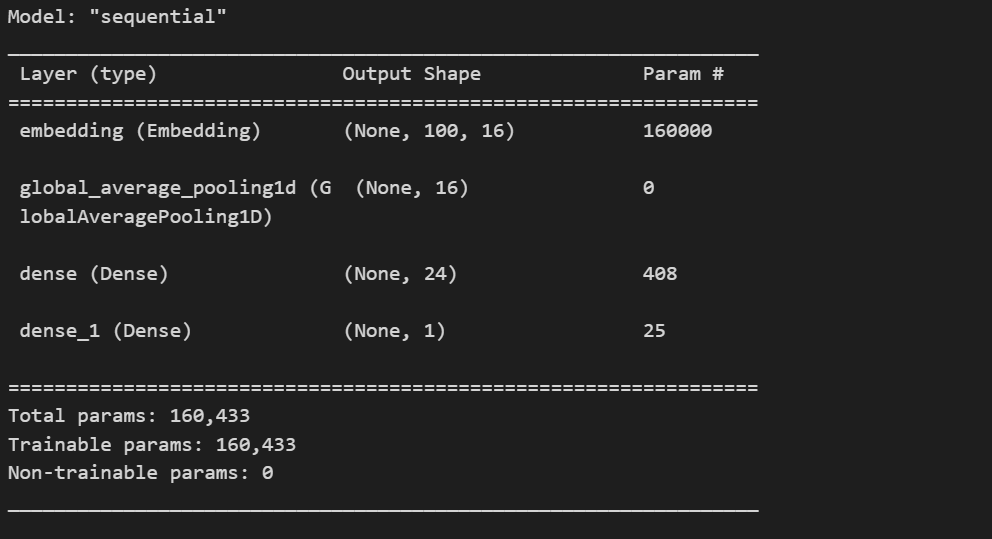 Model: "sequential"
_________________________________________________________________
 Layer (type)                Output Shape              Param #
=================================================================
 embedding (Embedding)       (None, 100, 16)           160000
 global_average_pooling1d (G  (None, 16)               0
 lobalAveragePooling1D)
 dense (Dense)               (None, 24)                408
 dense_1 (Dense)             (None, 1)                 25
=================================================================
Total params: 160,433
Trainable params: 160,433
Non-trainable params: 0
_________________________________________________________________